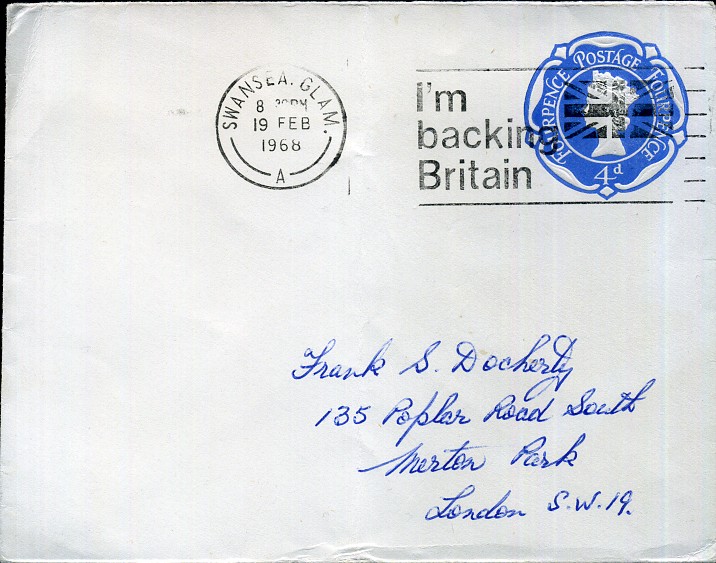 SWANSEA. GLAM.
8 30PM
19 FEB
1968
A
I'm
backing
Britain
FOURPENCE POSTAGE FOURPENCE
4d
Frank S. Docherty
135 Poplar Road South
Merton Park
London S.W.19.